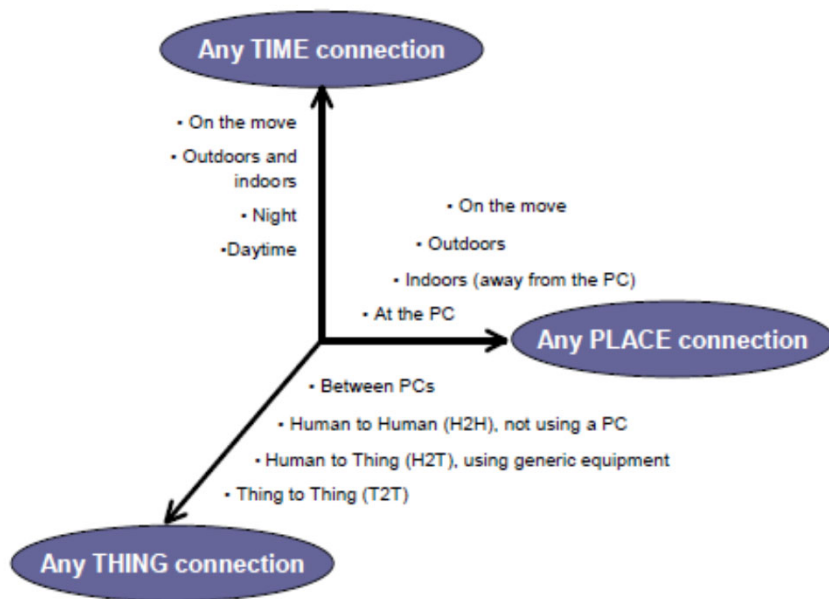 Any TIME connection
• On the move
• Outdoors and
indoors
• Night
•Daytime
• On the move
• Outdoors
• Indoors (away from the PC)
• At the PC
Any PLACE connection
• Between PCs
• Human to Human (H2H), not using a PC
• Human to Thing (H2T), using generic equipment
• Thing to Thing (T2T)
Any THING connection